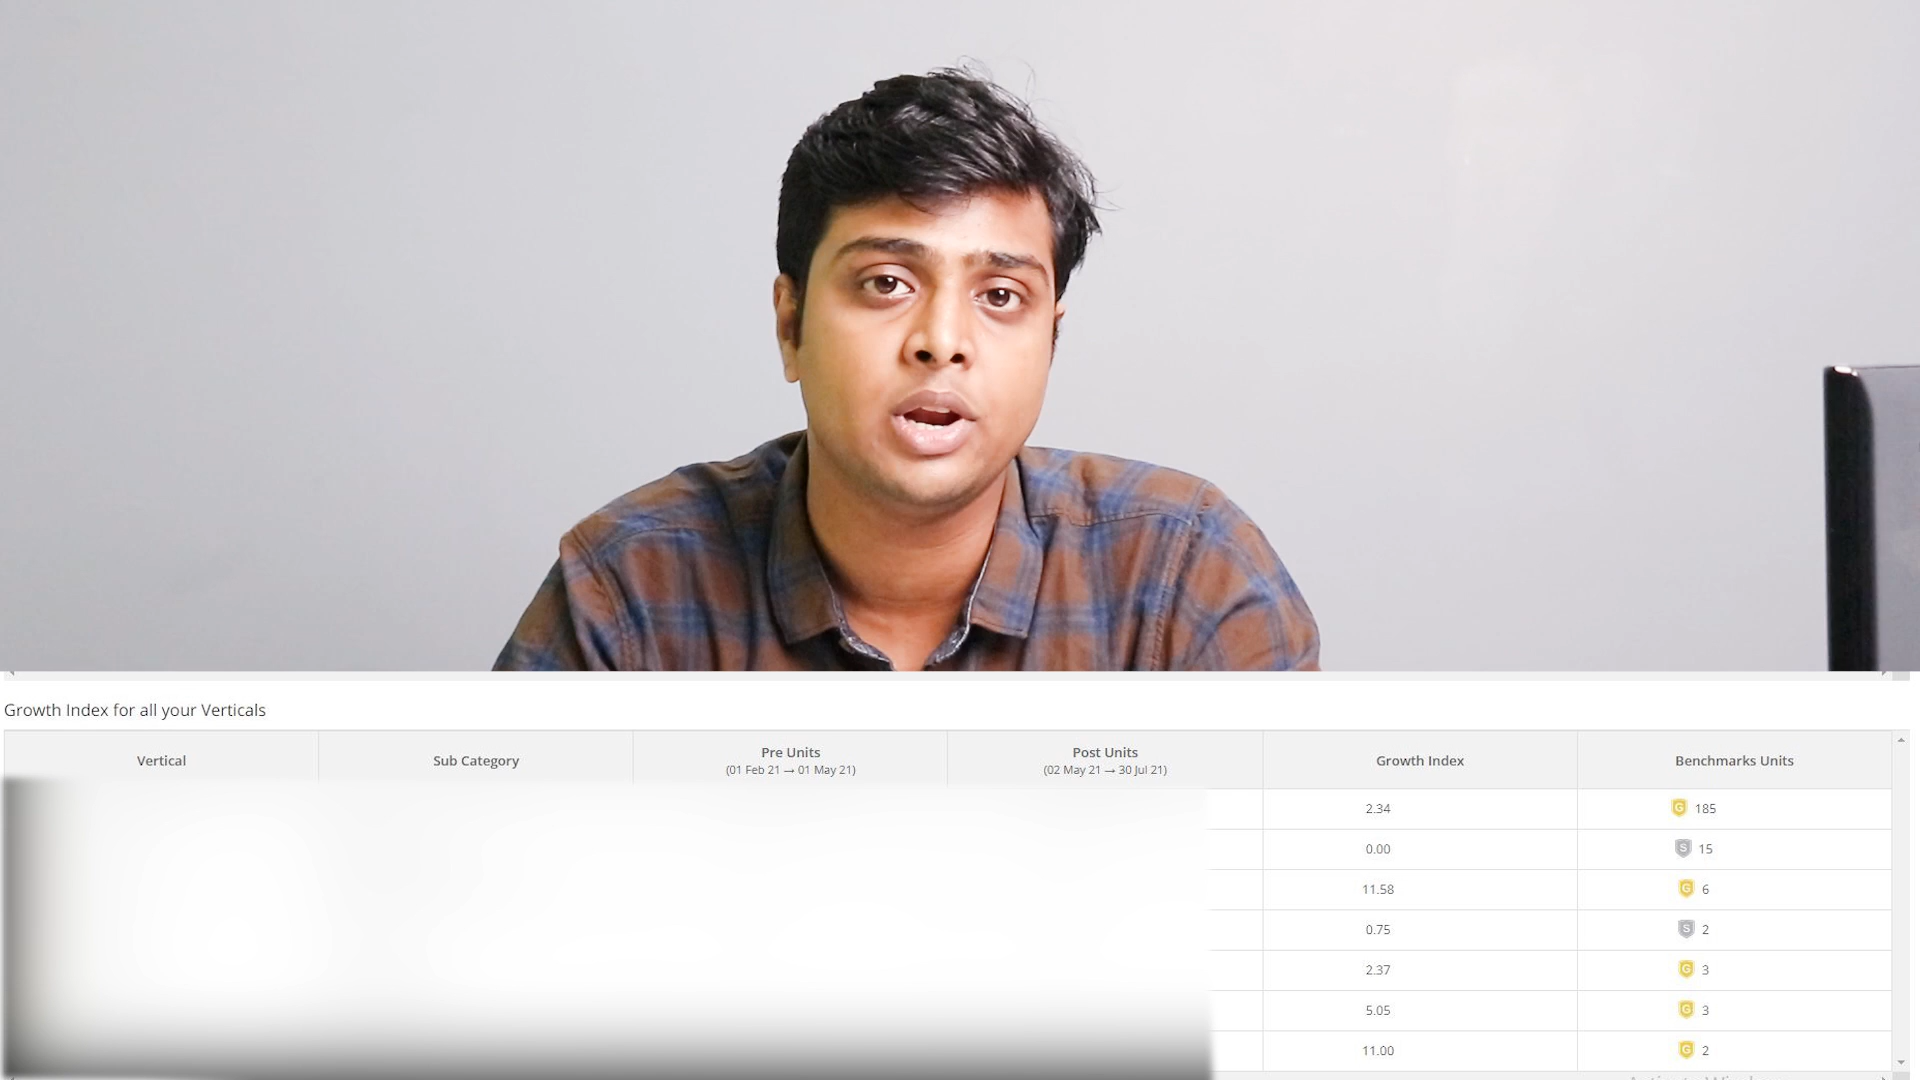 Growth Index for all your Verticals
Vertical Sub Category Pre Units (01 Feb 21 → 01 May 21) Post Units (02 May 21 → 30 Jul 21) Growth Index Benchmarks Units
2.34 G 185
0.00 S 15
11.58 G 6
0.75 S 2
2.37 G 3
5.05 G 3
11.00 G 2